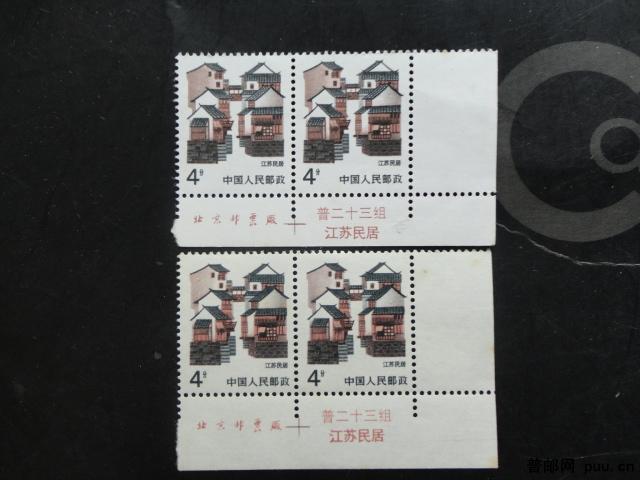 江苏民居 江苏民居
4分 中国人民邮政 4分 中国人民邮政
北京邮票厂 普二十三组
江苏民居
江苏民居 江苏民居
4分 中国人民邮政 4分 中国人民邮政
北京邮票厂 普二十三组
江苏民居
普邮网 puu.cn